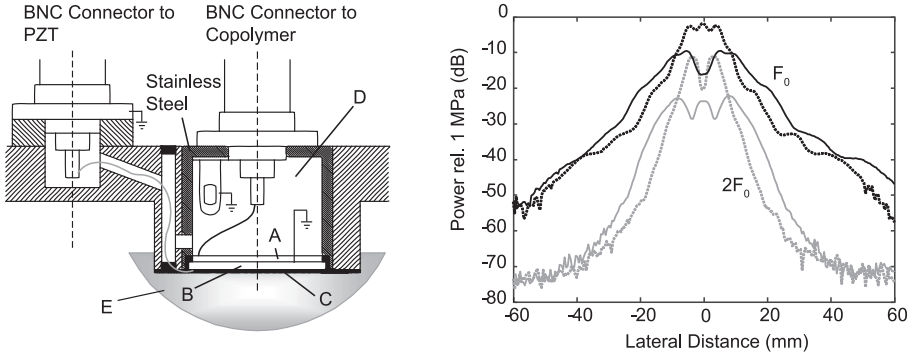 BNC Connector to
PZT
BNC Connector to
Copolymer
Stainless
Steel
D
A
E
B
C
Power rel. 1 MPa (dB)
0
-10
-20
-30
-40
-50
-60
-70
-80
F0
2F0
-60
-40
-20
0
20
40
60
Lateral Distance (mm)